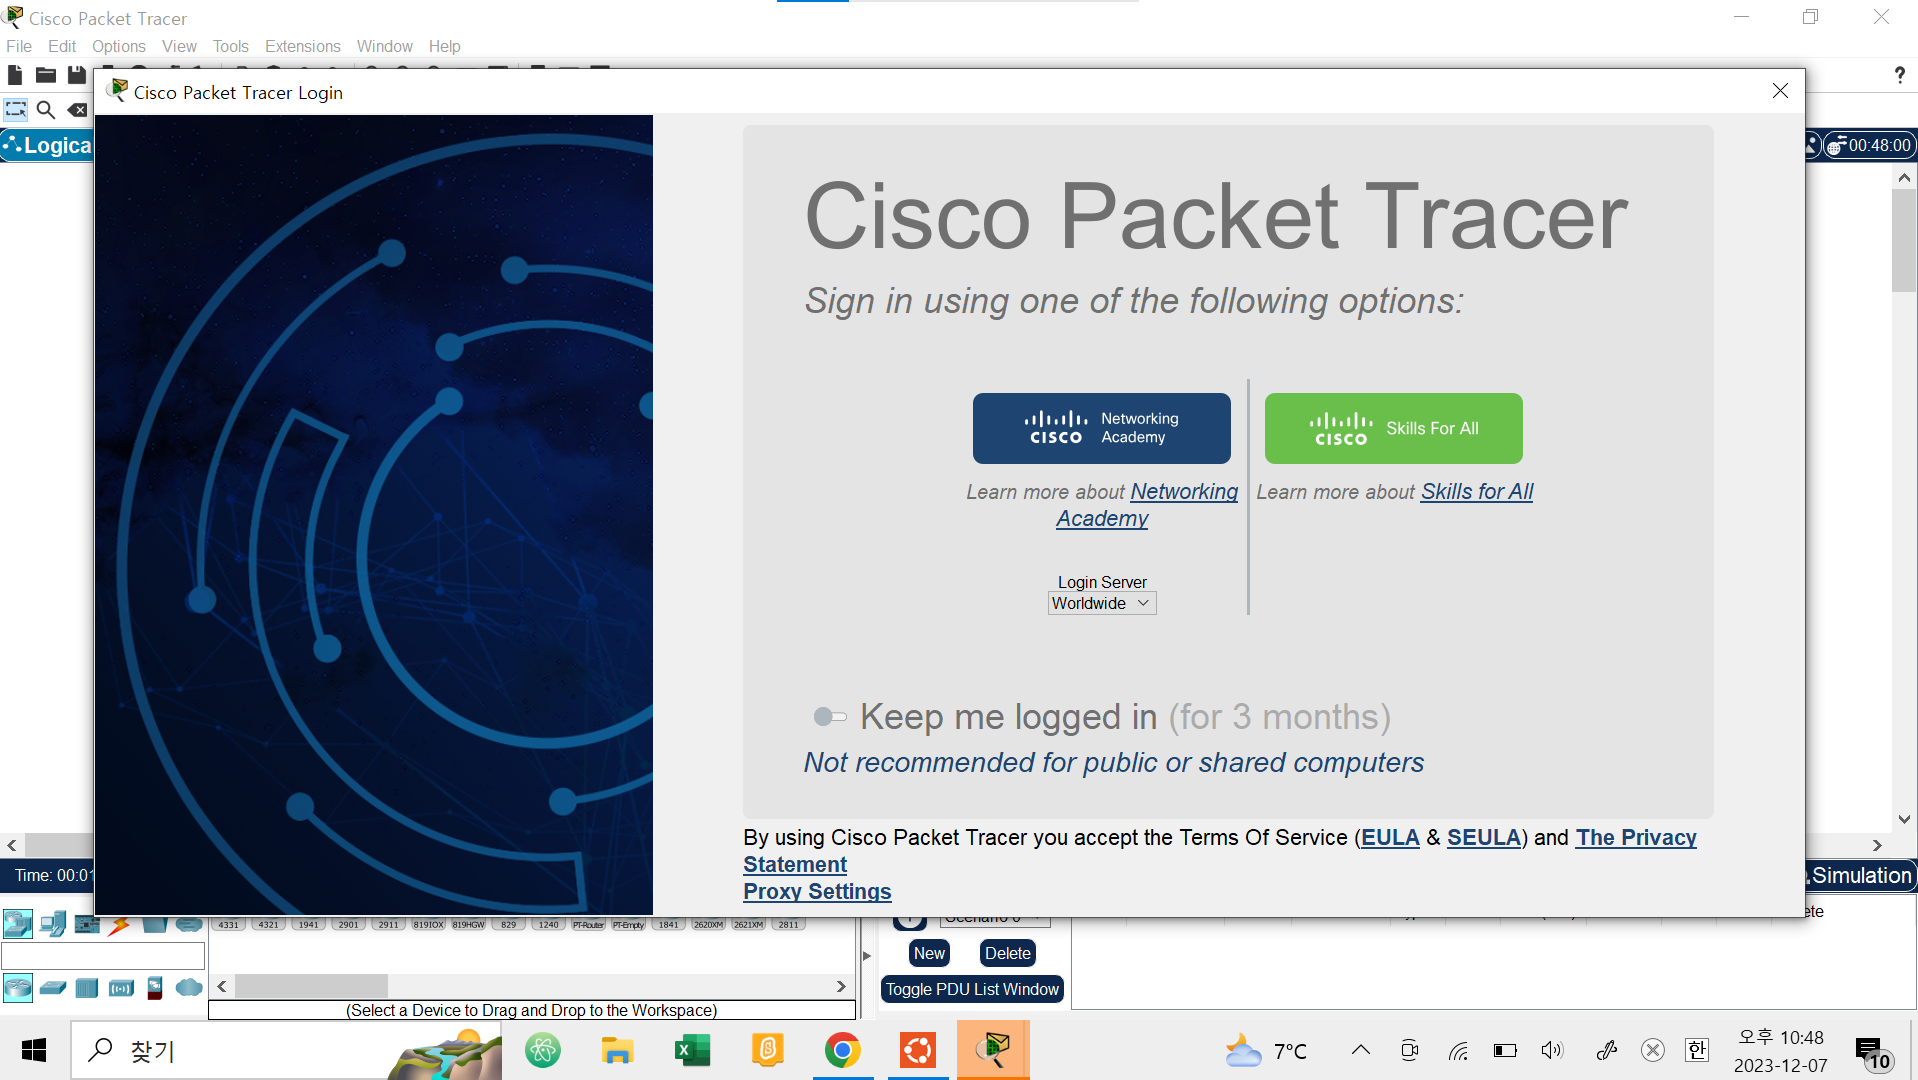 Cisco Packet Tracer
File Edit Options View Tools Extensions Window Help
?
Cisco Packet Tracer Login
Logica
00:48:00
Cisco Packet Tracer
Sign in using one of the following options:
CISCO Networking Academy
CISCO Skills For All
Learn more about Networking Academy
Learn more about Skills for All
Login Server
Worldwide
Keep me logged in (for 3 months)
Not recommended for public or shared computers
By using Cisco Packet Tracer you accept the Terms Of Service (EULA & SEULA) and The Privacy
Statement
Proxy Settings
Time: 00:01
Simulation
4331 4321 1941 2901 2911 819IOX 819HGW 829 1240 PT-Router PT-Empty 1841 2620XM 2621XM 2811
Scenario 0
ete
New Delete
Toggle PDU List Window
(Select a Device to Drag and Drop to the Workspace)
찾기
7°C
한
오후 10:48
2023-12-07
10